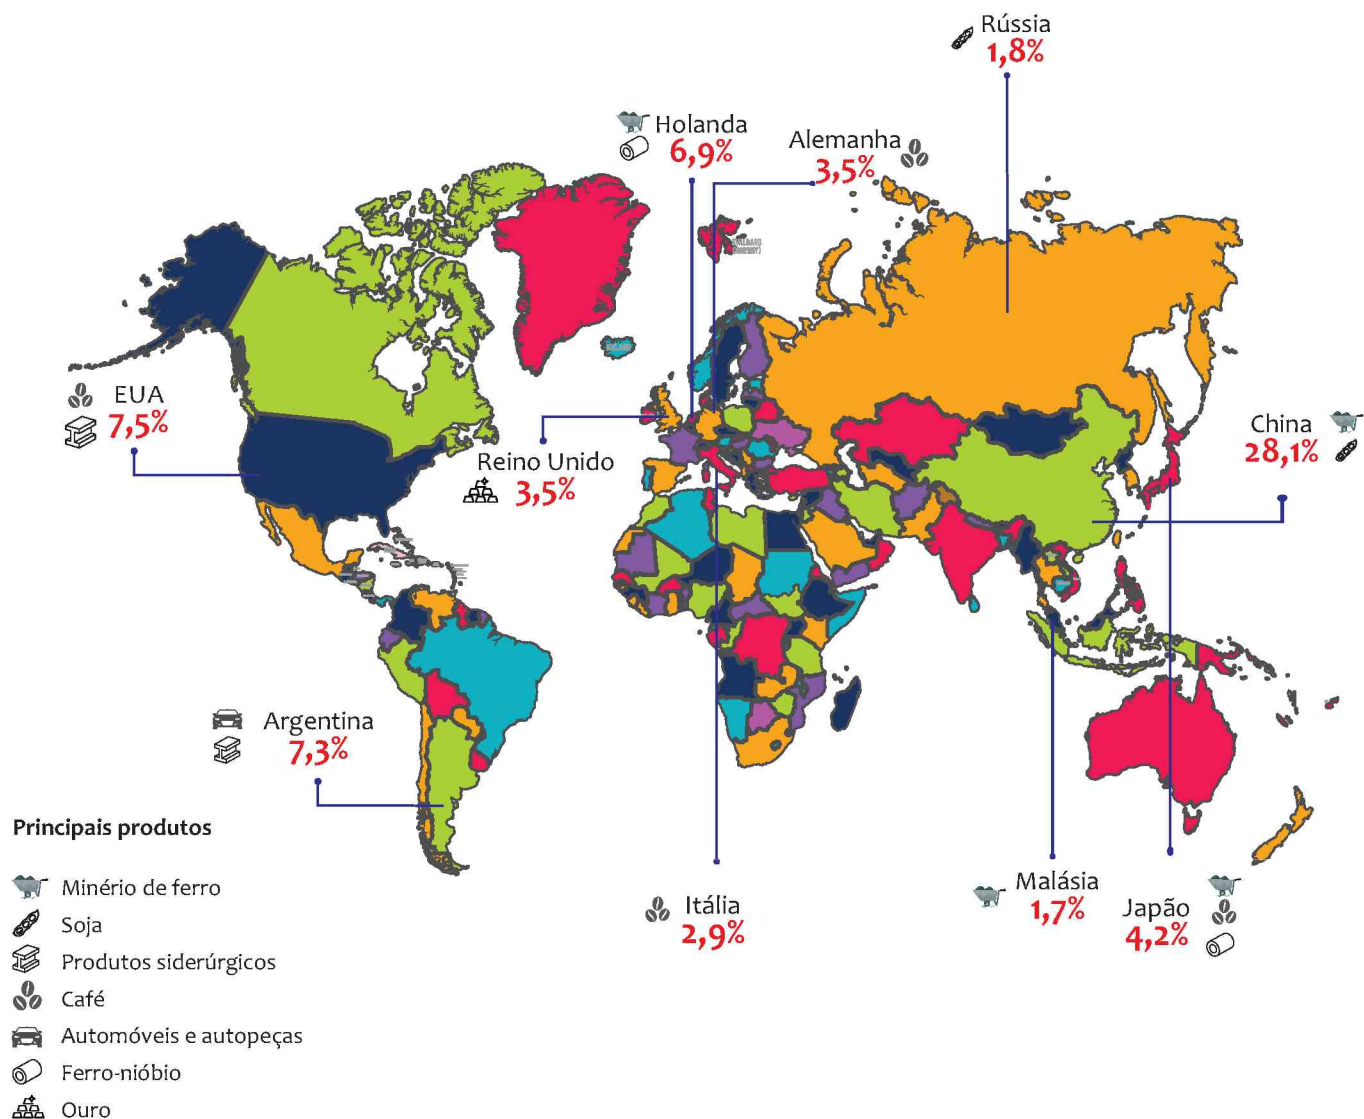 Rússia
1,8%
Holanda
6,9%
Alemanha
3,5%
EUA
7,5%
China
28,1%
Reino Unido
3,5%
Argentina
7,3%
Principais produtos
Minério de ferro
Soja
Produtos siderúrgicos
Café
Automóveis e autopeças
Ferro-nióbio
Ouro
Itália
2,9%
Malásia
1,7%
Japão
4,2%